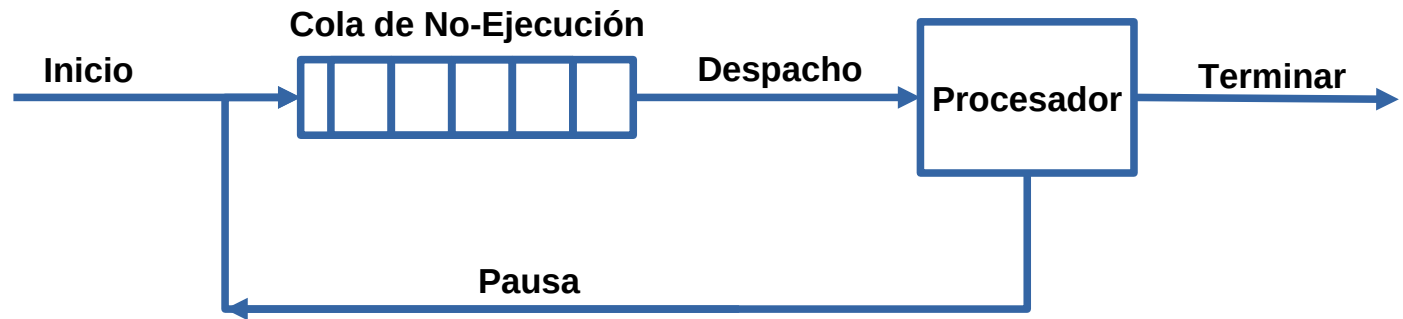 Cola de No-Ejecución
Inicio
Despacho
Procesador
Terminar
Pausa